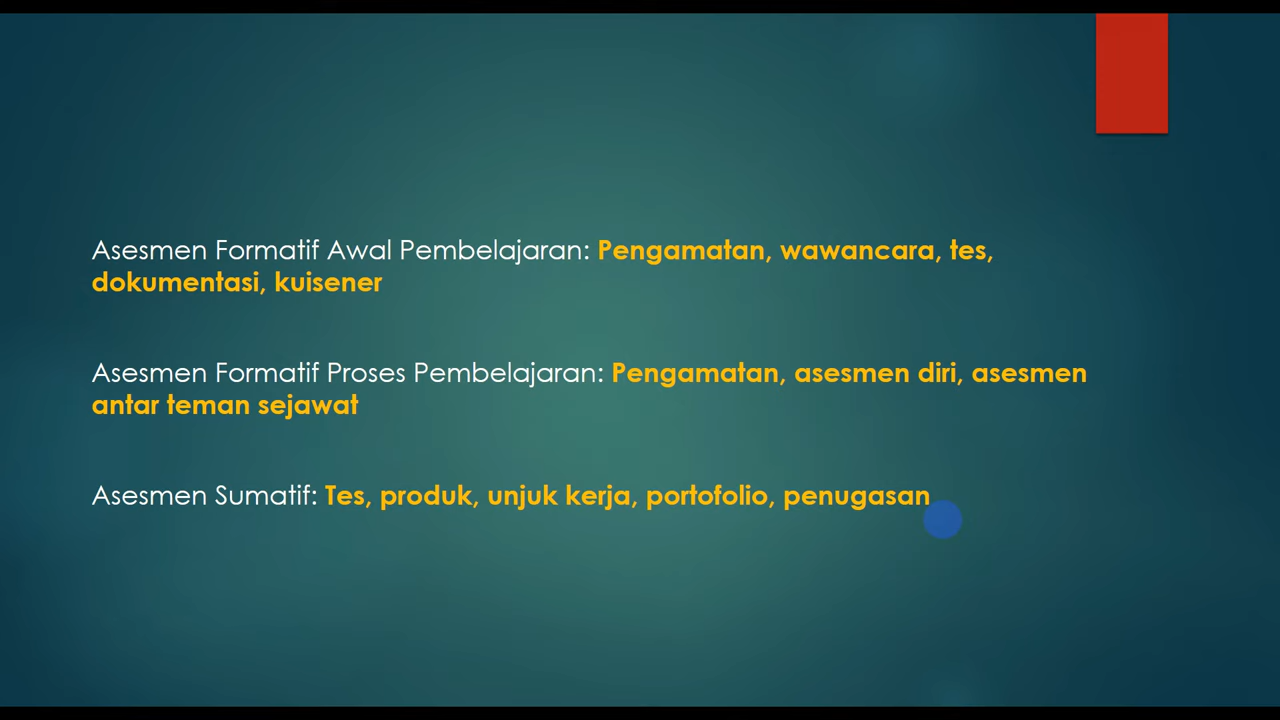 Asesmen Formatif Awal Pembelajaran: Pengamatan, wawancara, tes,
dokumentasi, kuisener
Asesmen Formatif Proses Pembelajaran: Pengamatan, asesmen diri, asesmen
antar teman sejawat
Asesmen Sumatif: Tes, produk, unjuk kerja, portofolio, penugasan